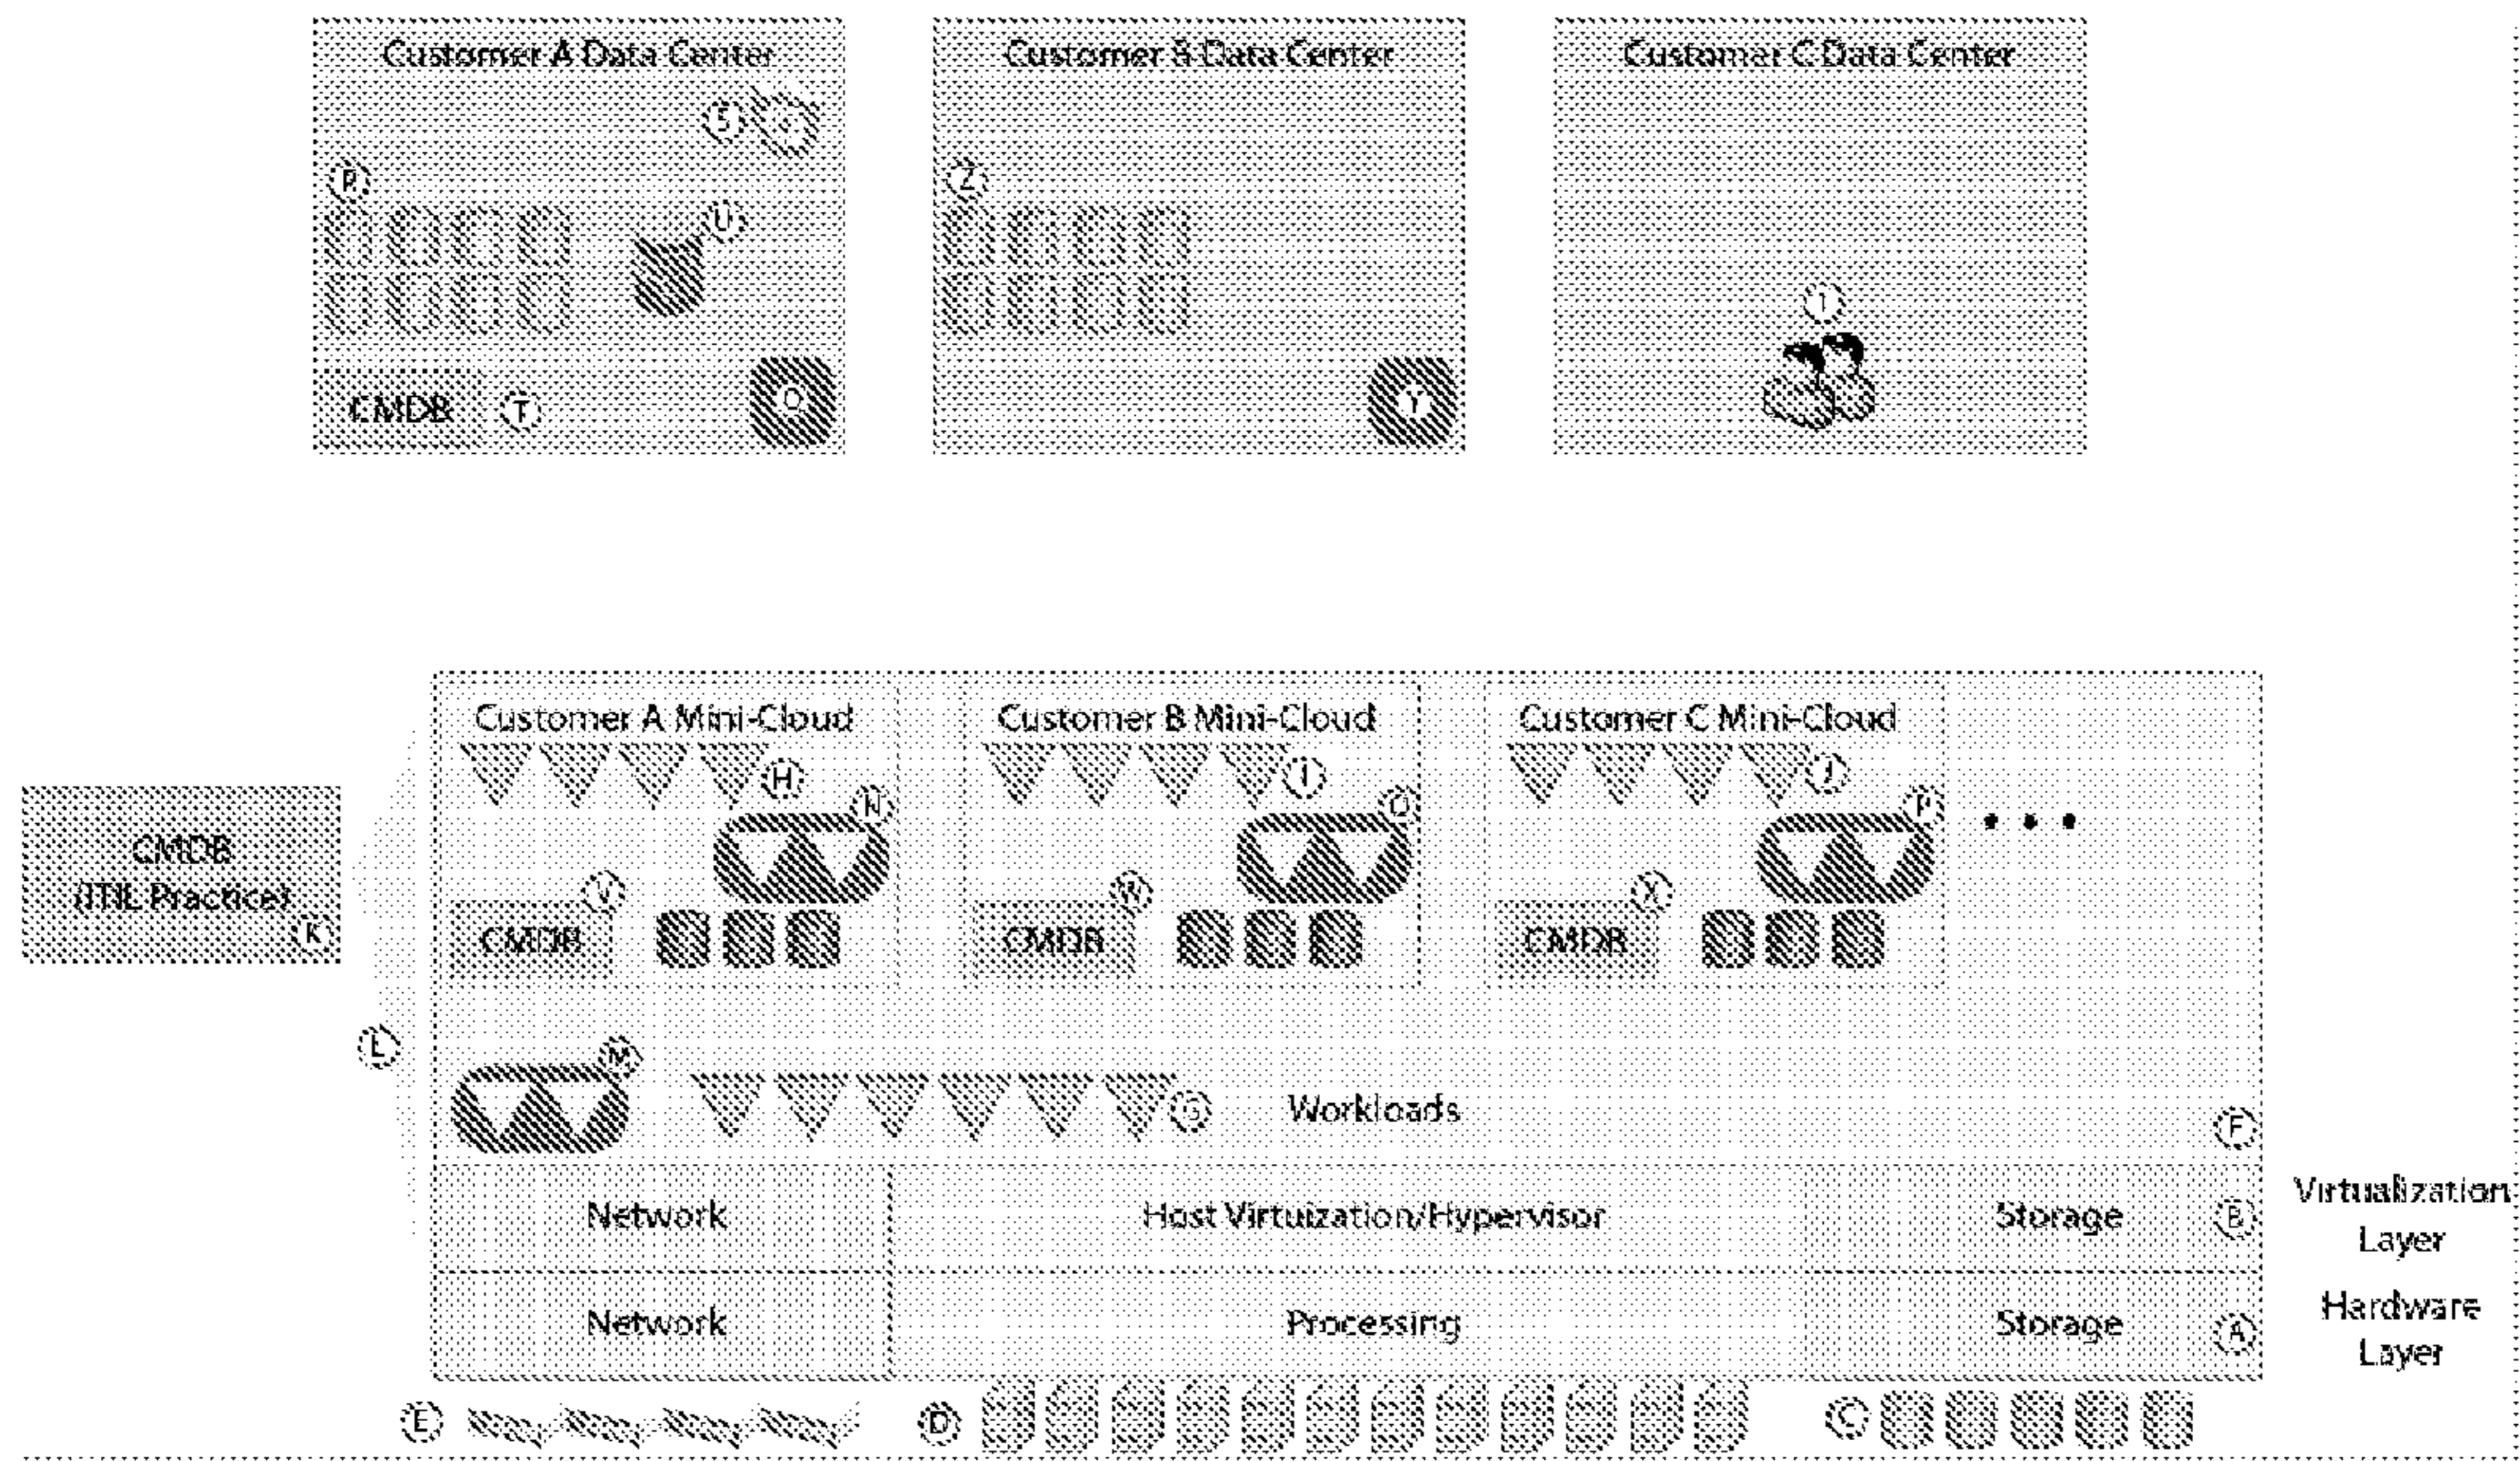 Customer A Data Center
Customer B Data Center
Customer C Data Center
R
U
Z
1
CMDB
T
Y
Customer A Mini-Cloud
Customer B Mini-Cloud
Customer C Mini-Cloud
H
I
J
N
O
P
CMDB
(ITIL Practice)
K
V
W
X
CMDB
CMDB
CMDB
L
M
G
Workloads
F
Network
Host Virtuization/Hypervisor
Storage
B
Virtualization
Layer
Network
Processing
Storage
A
Hardware
Layer
E
D
C